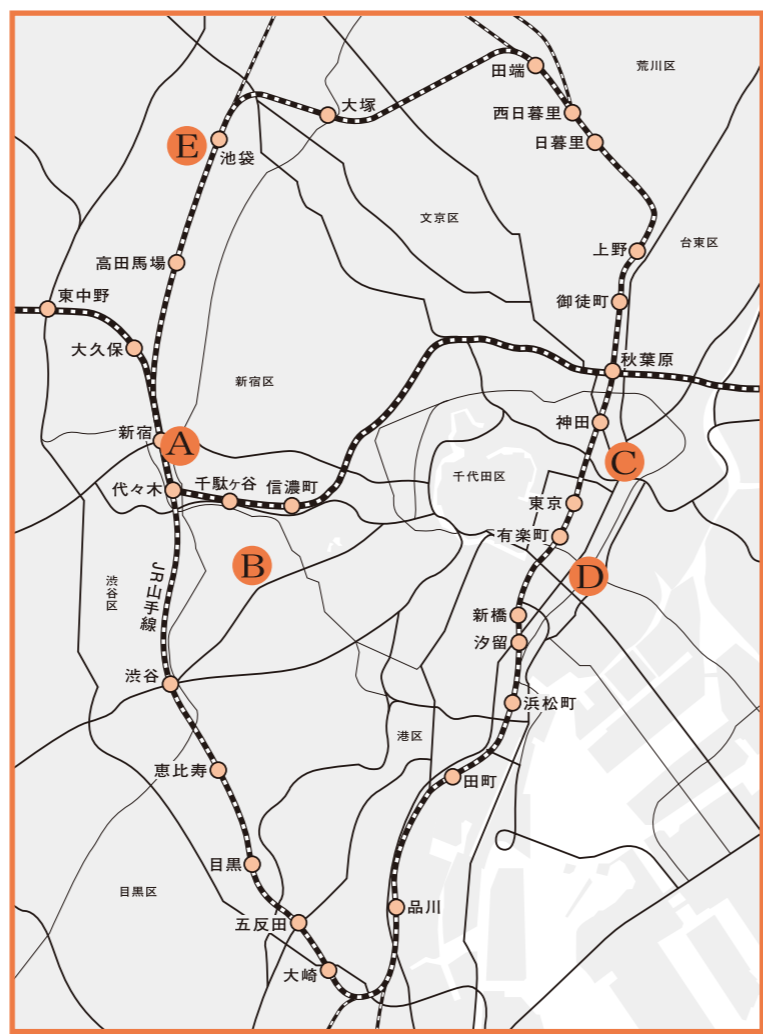 荒川区
田端
大塚
西日暮里
E
日暮里
池袋
文京区
台東区
上野
高田馬場
東中野
御徒町
大久保
秋葉原
新宿区
神田
新宿
A
C
千代田区
代々木
千駄ヶ谷
信濃町
東京
有楽町
B
D
渋谷区
JR山手線
新橋
汐留
渋谷
浜松町
港区
恵比寿
田町
目黒
目黒区
品川
五反田
大崎